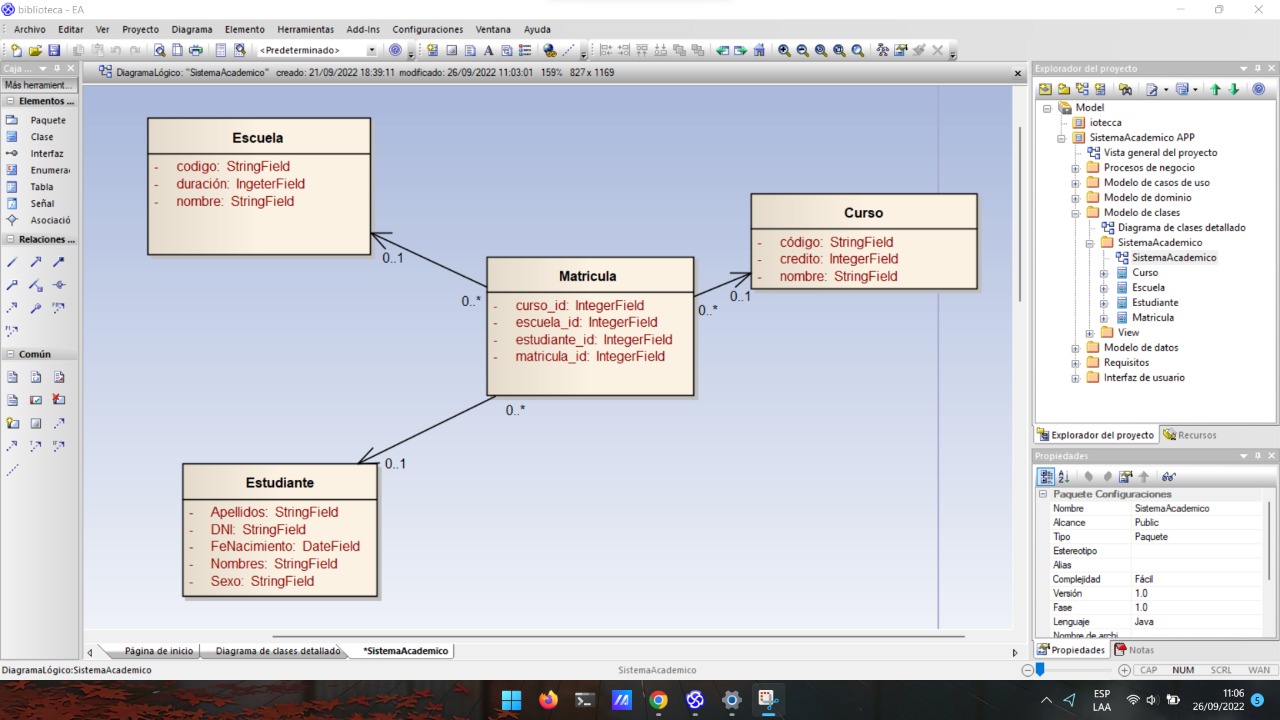 biblioteca - EA
Archivo Editar Ver Proyecto Diagrama Elemento Herramientas Add-Ins Configuraciones Ventana Ayuda
<Predeterminado>
Caja ...
Más herramient...
DiagramaLógico: "SistemaAcademico" creado: 21/09/2022 18:39:11 modificado: 26/09/2022 11:03:01 159% 827 x 1169
Elementos ...
Paquete
Clase
Interfaz
Enumera
Tabla
Señal
Asociació
Relaciones ...
Común
Escuela
- codigo: StringField
- duración: IngeterField
- nombre: StringField
0..1
0..*
Matricula
- curso_id: IntegerField
- escuela_id: IntegerField
- estudiante_id: IntegerField
- matricula_id: IntegerField
0..*
0..1
Curso
- código: StringField
- credito: IntegerField
- nombre: StringField
0..*
0..1
Estudiante
- Apellidos: StringField
- DNI: StringField
- FeNacimiento: DateField
- Nombres: StringField
- Sexo: StringField
Página de inicio Diagrama de clases detallado *SistemaAcademico
Explorador del proyecto
Model
iotecca
SistemaAcademico APP
Vista general del proyecto
Procesos de negocio
Modelo de casos de uso
Modelo de dominio
Modelo de clases
Diagrama de clases detallado
SistemaAcademico
SistemaAcademico
Curso
Escuela
Estudiante
Matricula
View
Modelo de datos
Requisitos
Interfaz de usuario
Explorador del proyecto Recursos
Propiedades
Paquete Configuraciones
Nombre SistemaAcademico
Alcance Public
Tipo Paquete
Estereotipo
Alias
Complejidad Fácil
Versión 1.0
Fase 1.0
Lenguaje Java
Nombre de archi
Propiedades Notas
DiagramaLógico:SistemaAcademico SistemaAcademico CAP NUM SCRL WAN
ESP
LAA
11:06
26/09/2022
5